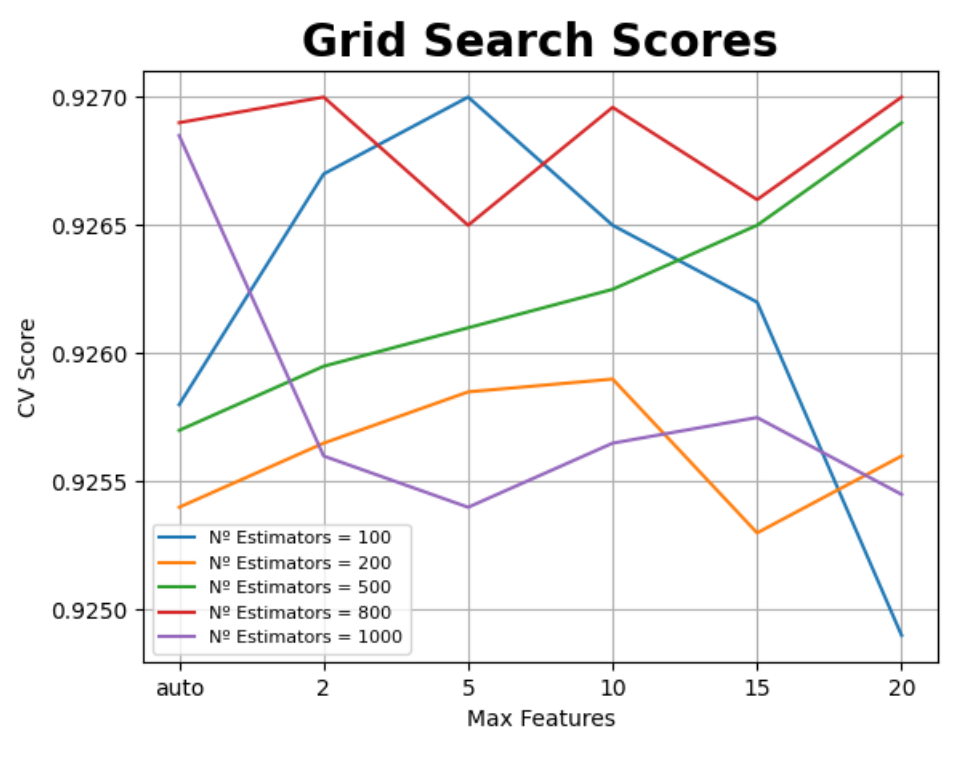 Grid Search Scores
0.9270
0.9265
0.9260
0.9255
0.9250
CV Score
Nº Estimators = 100
Nº Estimators = 200
Nº Estimators = 500
Nº Estimators = 800
Nº Estimators = 1000
auto 2 5 10 15 20
Max Features